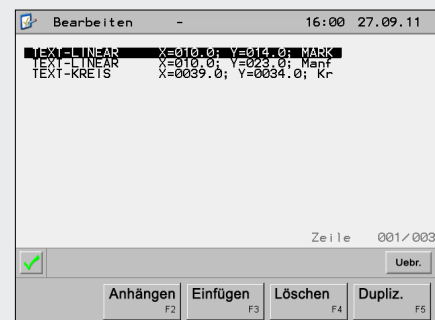 Bearbeiten - 16:00 27.09.11
TEXT-LINEAR X=010.0; Y=014.0; MARK
TEXT-LINEAR X=010.0; Y=023.0; Manf
TEXT-KREIS X=0039.0; Y=0034.0; Kr
Zeile 001/003
Uebr.
Anhängen F2 Einfügen F3 Löschen F4 Dupliz. F5